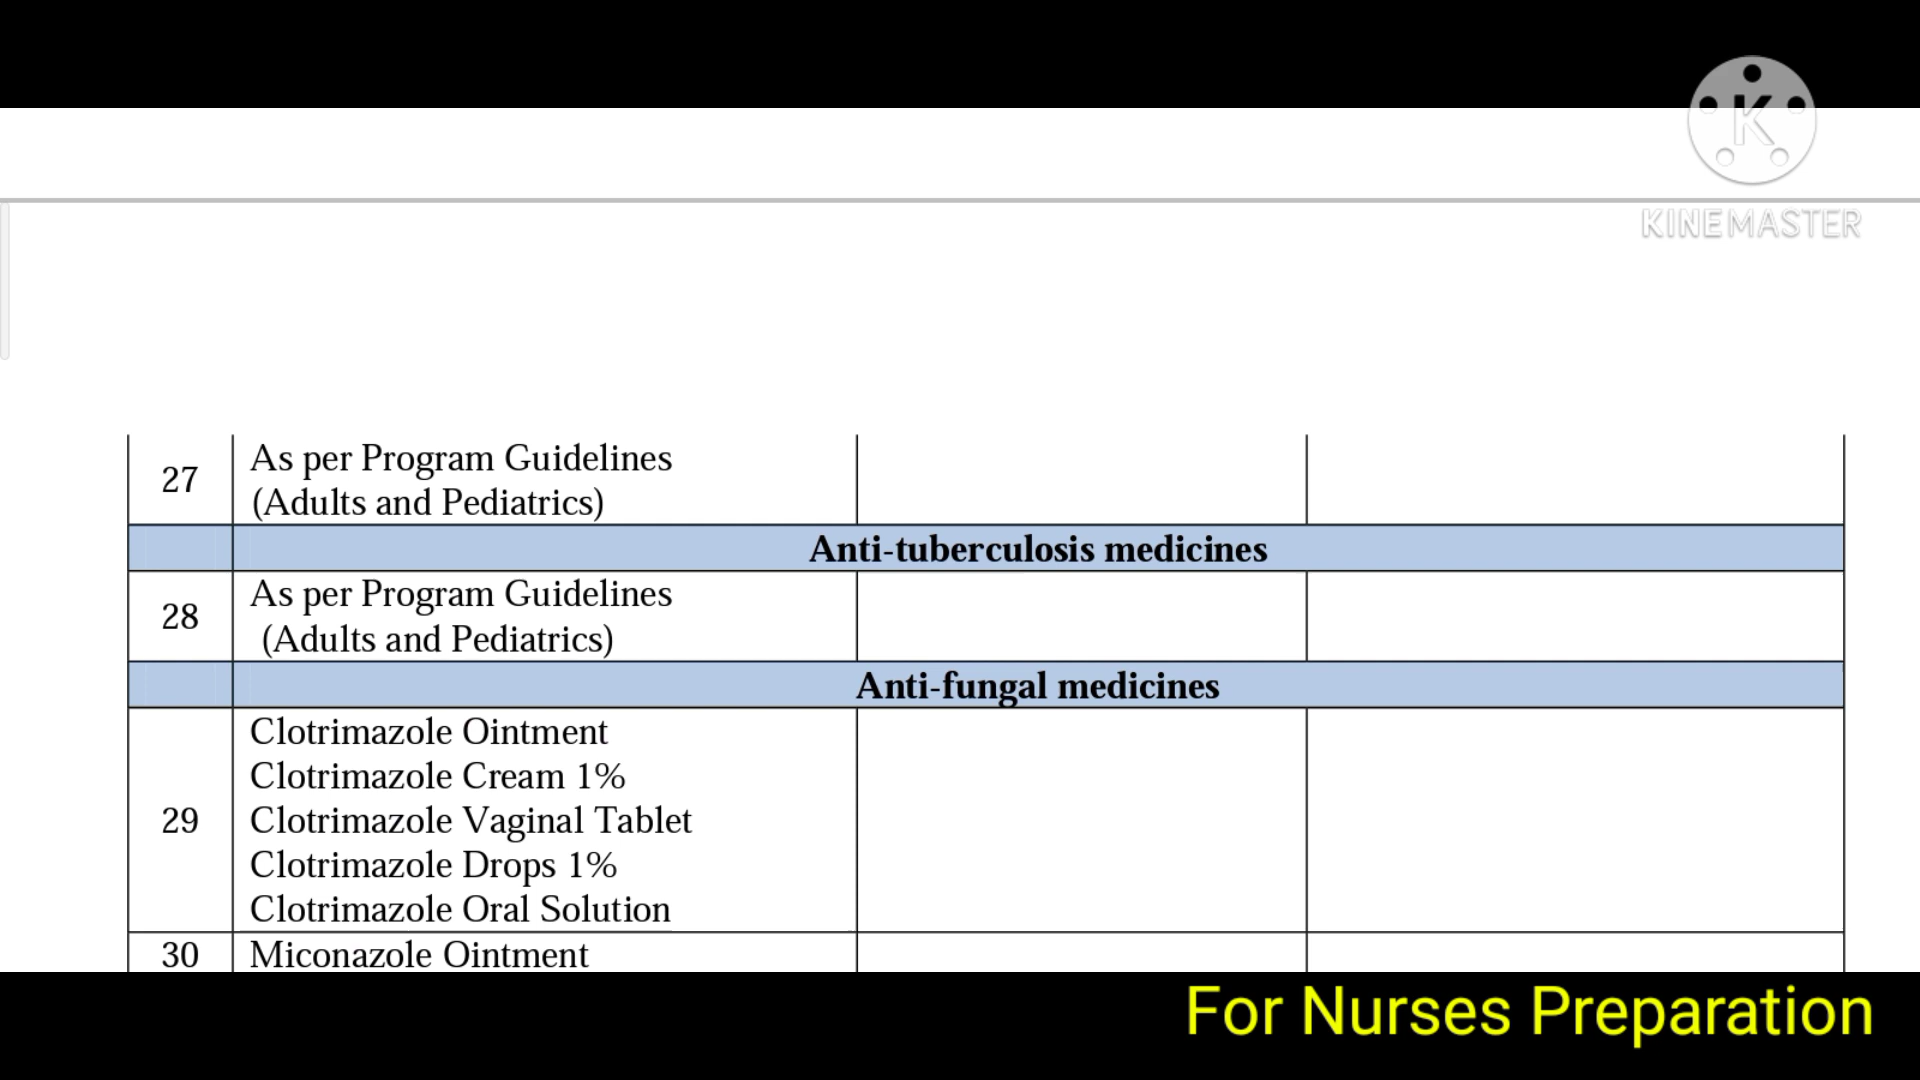 K
KINEMASTER
27
As per Program Guidelines
(Adults and Pediatrics)
Anti-tuberculosis medicines
28
As per Program Guidelines
(Adults and Pediatrics)
Anti-fungal medicines
29
Clotrimazole Ointment
Clotrimazole Cream 1%
Clotrimazole Vaginal Tablet
Clotrimazole Drops 1%
Clotrimazole Oral Solution
30
Miconazole Ointment
For Nurses Preparation